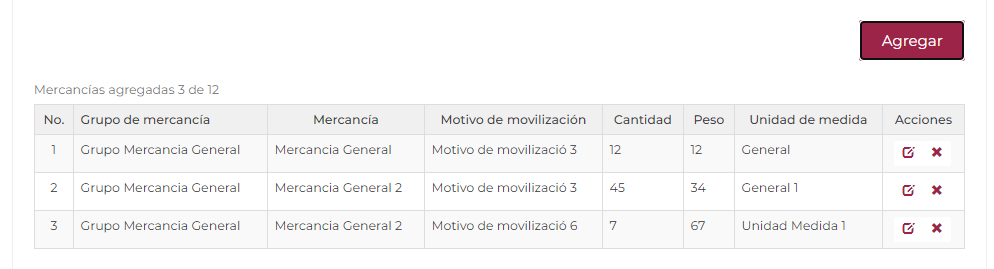 Agregar
Mercancías agregadas 3 de 12
No. Grupo de mercancía Mercancía Motivo de movilización Cantidad Peso Unidad de medida Acciones
1 Grupo Mercancia General Mercancia General Motivo de movilizació 3 12 12 General
2 Grupo Mercancia General Mercancia General 2 Motivo de movilizació 3 45 34 General 1
3 Grupo Mercancia General Mercancia General 2 Motivo de movilizació 6 7 67 Unidad Medida 1